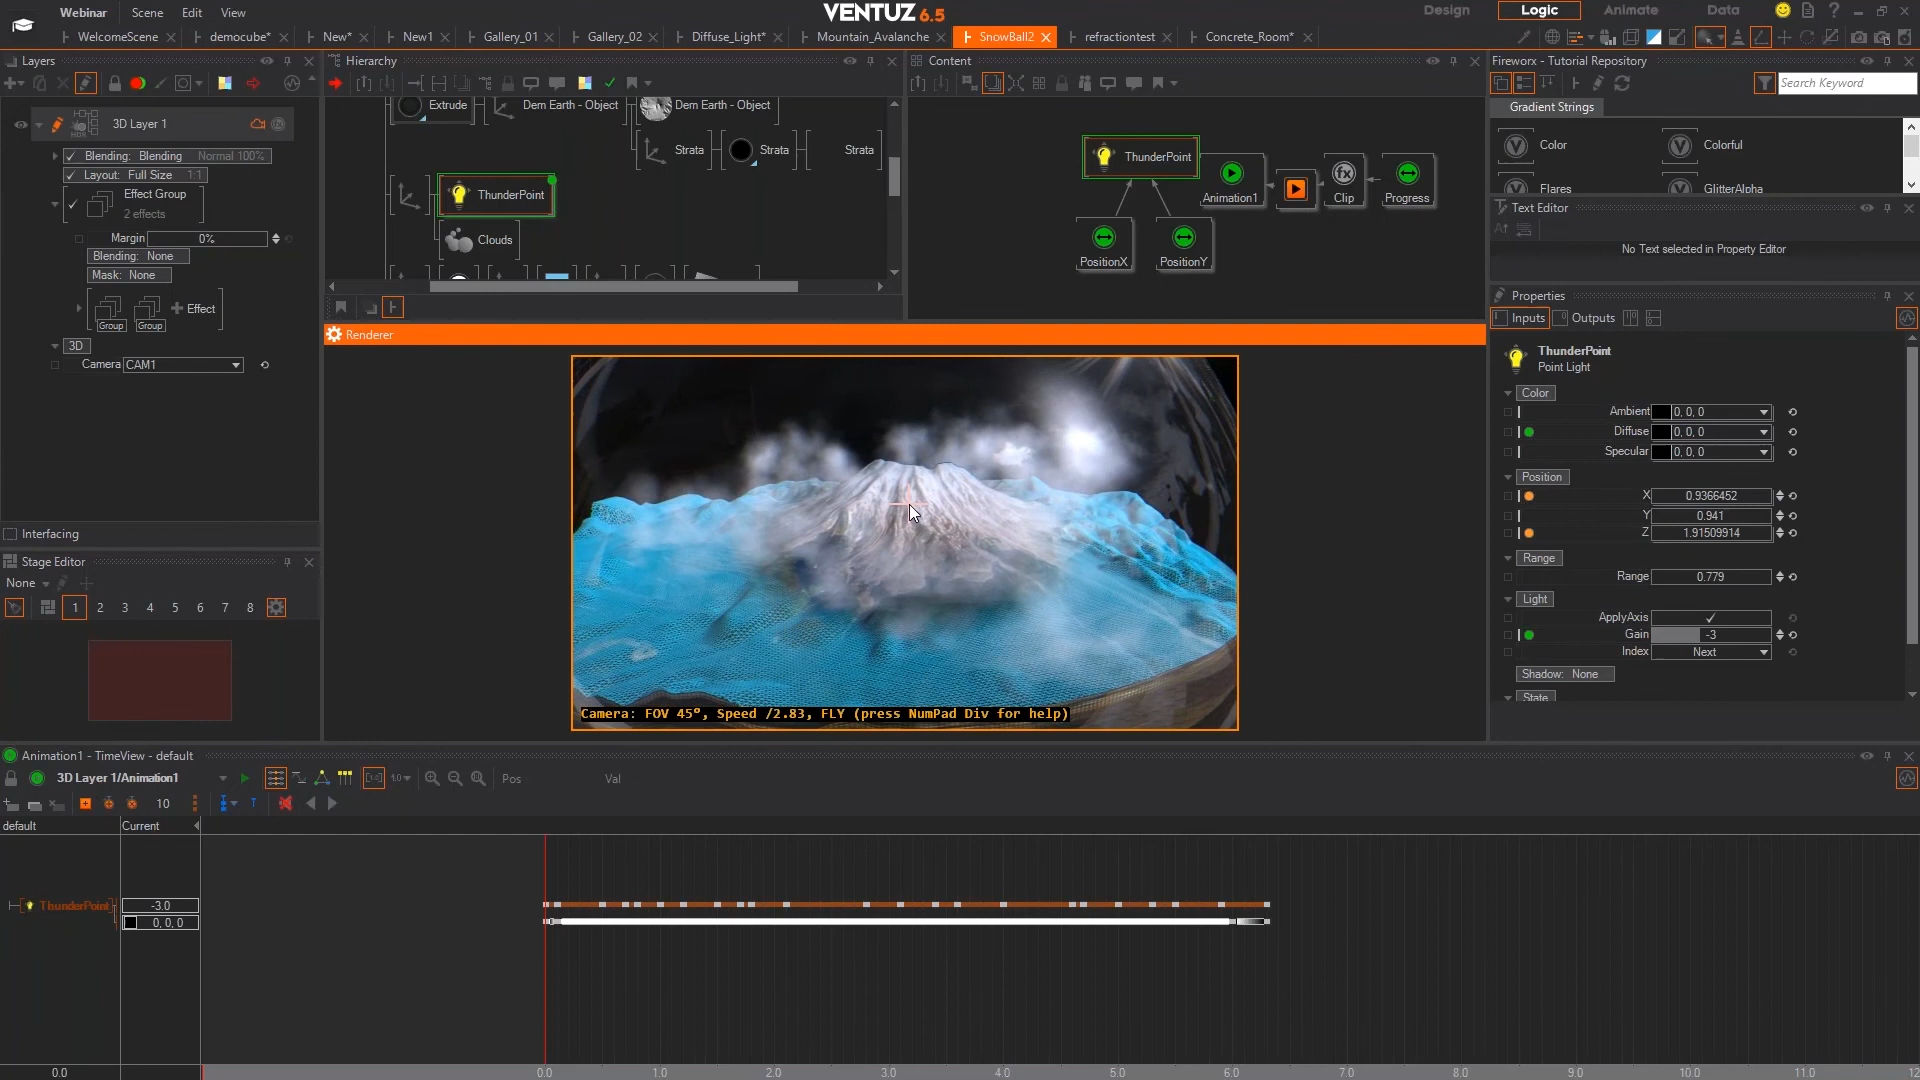 Webinar
Scene
Edit
View
VENTUZ 6.5
Design
Logic
Animate
Data
WelcomeScene
democube*
New*
New1
Gallery_01
Gallery_02
Diffuse_Light*
Mountain_Avalanche
SnowBall2
refractiontest
Concrete_Room*
Layers
Hierarchy
Content
Fireworx - Tutorial Repository
Search Keyword
Gradient Strings
3D Layer 1
Extrude
Dem Earth - Object
Dem Earth - Object
ThunderPoint
Color
Colorful
Strata
Strata
Strata
Blending: Blending
Normal 100%
Layout: Full Size
1:1
Effect Group
2 effects
ThunderPoint
Animation1
Clip
Progress
Flares
GlitterAlpha
Text Editor
Margin
0%
Clouds
No Text selected in Property Editor
Blending: None
PositionX
PositionY
Mask: None
Properties
Effect
Group
Group
Inputs
Outputs
Renderer
3D
Camera
CAM1
ThunderPoint
Point Light
Color
Ambient
0, 0, 0
Diffuse
0, 0, 0
Specular
0, 0, 0
Position
X
0.9366452
Y
0.941
Z
1.91509914
Interfacing
Range
Stage Editor
Range
0.779
None
Light
1
2
3
4
5
6
7
8
ApplyAxis
Gain
-3
Index
Next
Shadow: None
State
Camera: FOV 45°, Speed /2.83, FLY (press NumPad Div for help)
Animation1 - TimeView - default
3D Layer 1/Animation1
1.0
Pos
Val
10
default
Current
ThunderPoint
-3.0
0, 0, 0
0.0
0.0
1.0
2.0
3.0
4.0
5.0
6.0
7.0
8.0
9.0
10.0
11.0
12